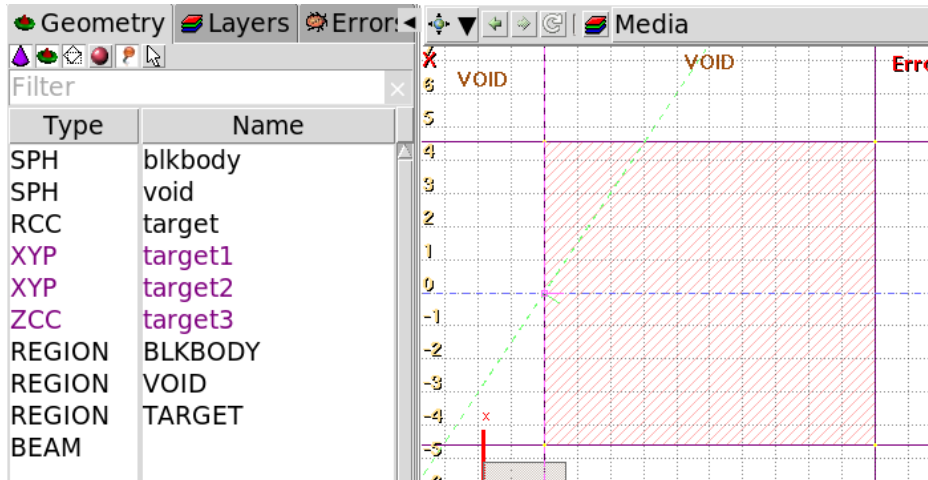 Geometry Layers Errors
Media
Filter
Type Name
SPH blkbody
SPH void
RCC target
XYP target1
XYP target2
ZCC target3
REGION BLKBODY
REGION VOID
REGION TARGET
BEAM
X
VOID
VOID
Erro
6
5
4
3
2
1
0
-1
-2
-3
-4
x
-5